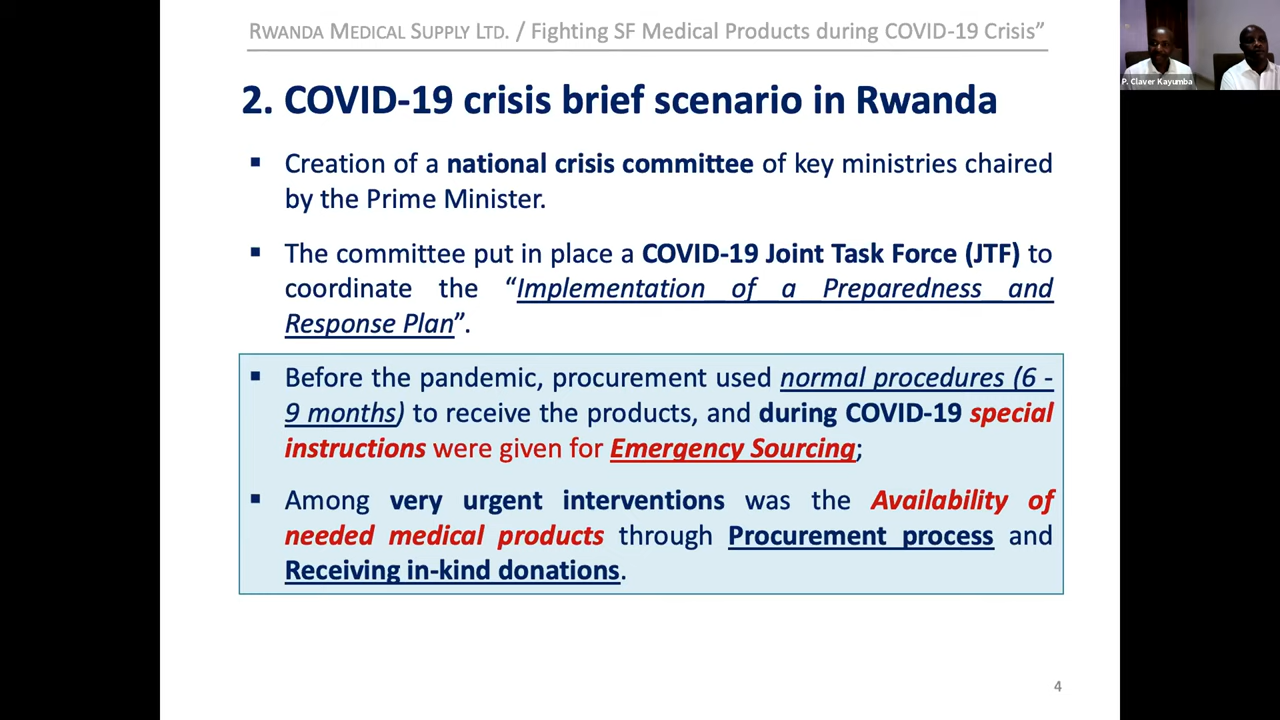 RWANDA MEDICAL SUPPLY LTD. / Fighting SF Medical Products during COVID-19 Crisis”
P. Claver Kayumba
2. COVID-19 crisis brief scenario in Rwanda
▪ Creation of a national crisis committee of key ministries chaired
by the Prime Minister.
▪ The committee put in place a COVID-19 Joint Task Force (JTF) to
coordinate the “Implementation of a Preparedness and
Response Plan”.
▪ Before the pandemic, procurement used normal procedures (6 -
9 months) to receive the products, and during COVID-19 special
instructions were given for Emergency Sourcing;
▪ Among very urgent interventions was the Availability of
needed medical products through Procurement process and
Receiving in-kind donations.
4